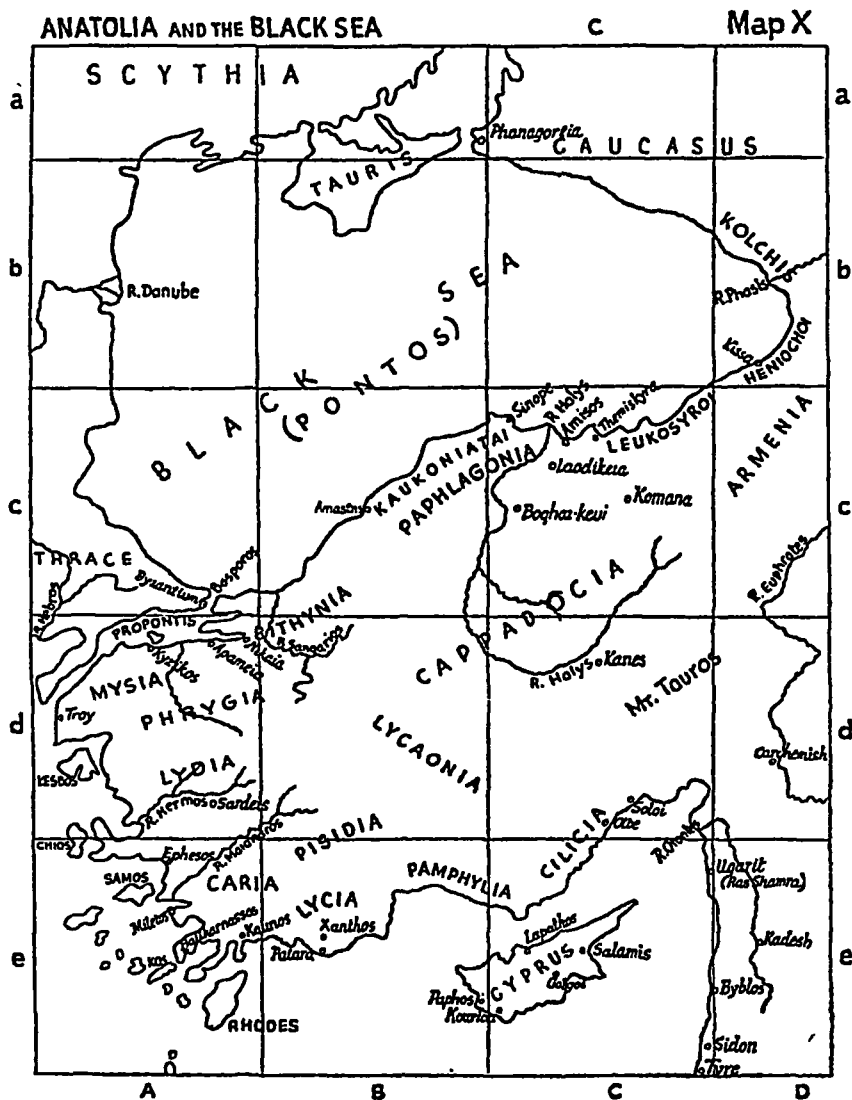 ANATOLIA AND THE BLACK SEA
C
Map X
a
SCYTHIA
a
Phanagoreia
CAUCASUS
TAURIS
b
KOLCHIS
b
R. Danube
R. Phasis
BLACK SEA
(PONTOS)
Kissa
HENIOCHOI
Sinope
R. Halys
Amisos
Themiskyra
LEUKOSYROI
ARMENIA
KAUKONIATAI
PAPHLAGONIA
Laodikeia
c
Boghaz-keui
Komana
c
THRACE
Byzantium
Bosporos
R. Hebros
R. Euphrates
PROPONTIS
BITHYNIA
R. Sangarios
CAPPADOCIA
Kyzikos
Apameia
Nikaia
R. Halys
Kanes
MYSIA
PHRYGIA
Mt. Tauros
d
Troy
LYCAONIA
d
Carchemish
LESBOS
LYDIA
R. Hermos
Sardeis
Soloi
Olbe
CHIOS
Ephesos
R. Maiandros
PISIDIA
CILICIA
R. Orontes
Ugarit
(Ras Shamra)
SAMOS
CARIA
PAMPHYLIA
LYCIA
Miletos
Halikarnassos
Kaunos
Xanthos
Lapathos
Kadesh
e
KOS
Patara
CYPRUS
Salamis
e
Golgoi
Paphos
Byblos
RHODES
Sidon
Tyre
A
B
C
D